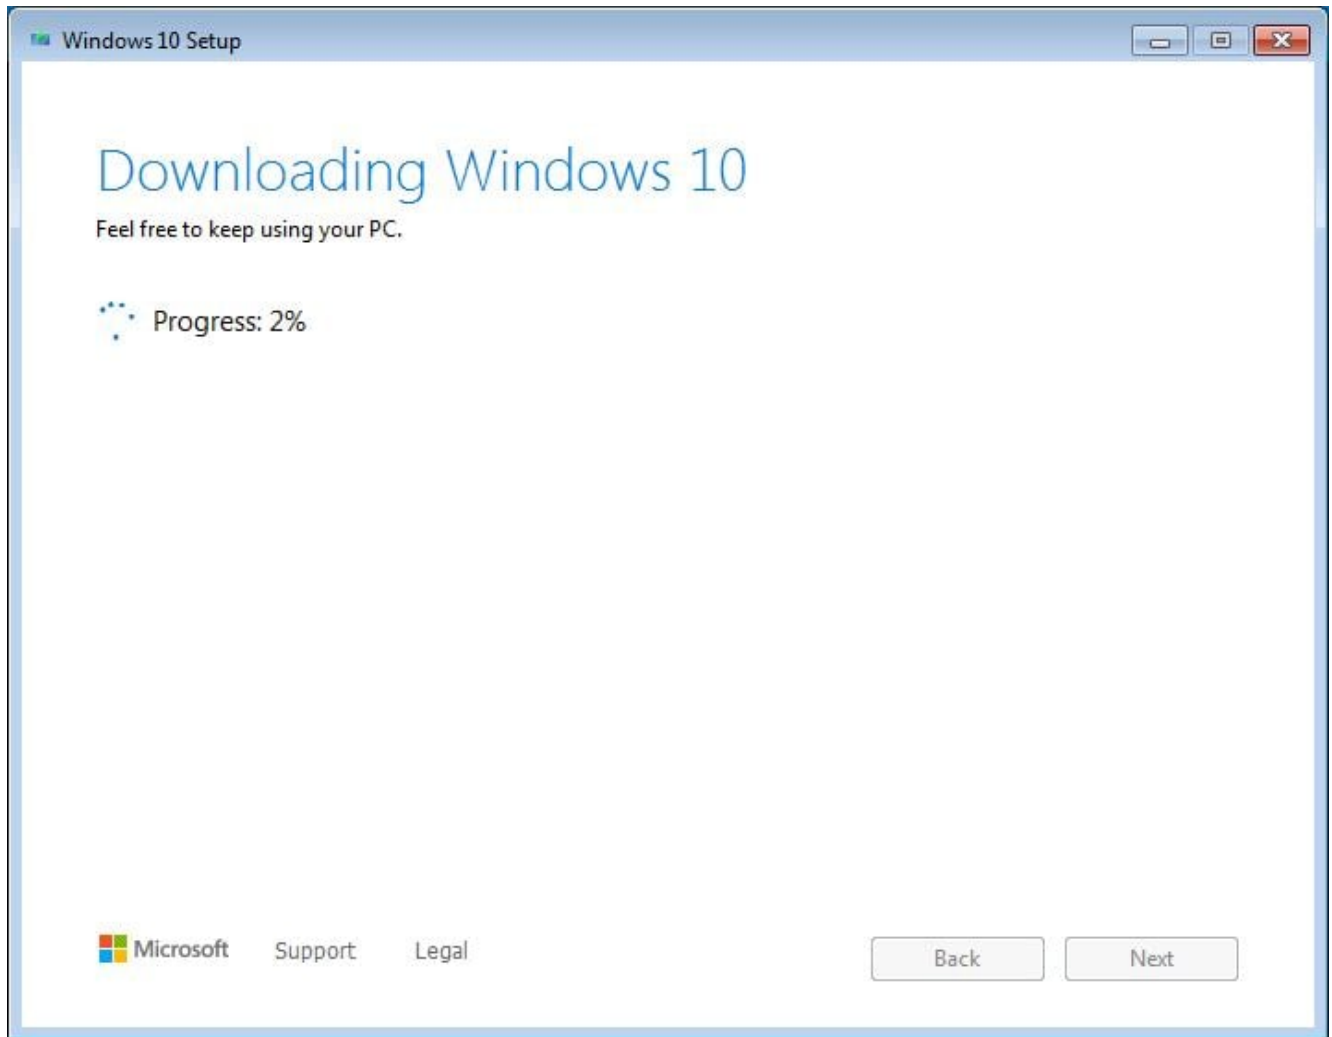 Windows 10 Setup
Downloading Windows 10
Feel free to keep using your PC.
Progress: 2%
Microsoft Support Legal Back Next